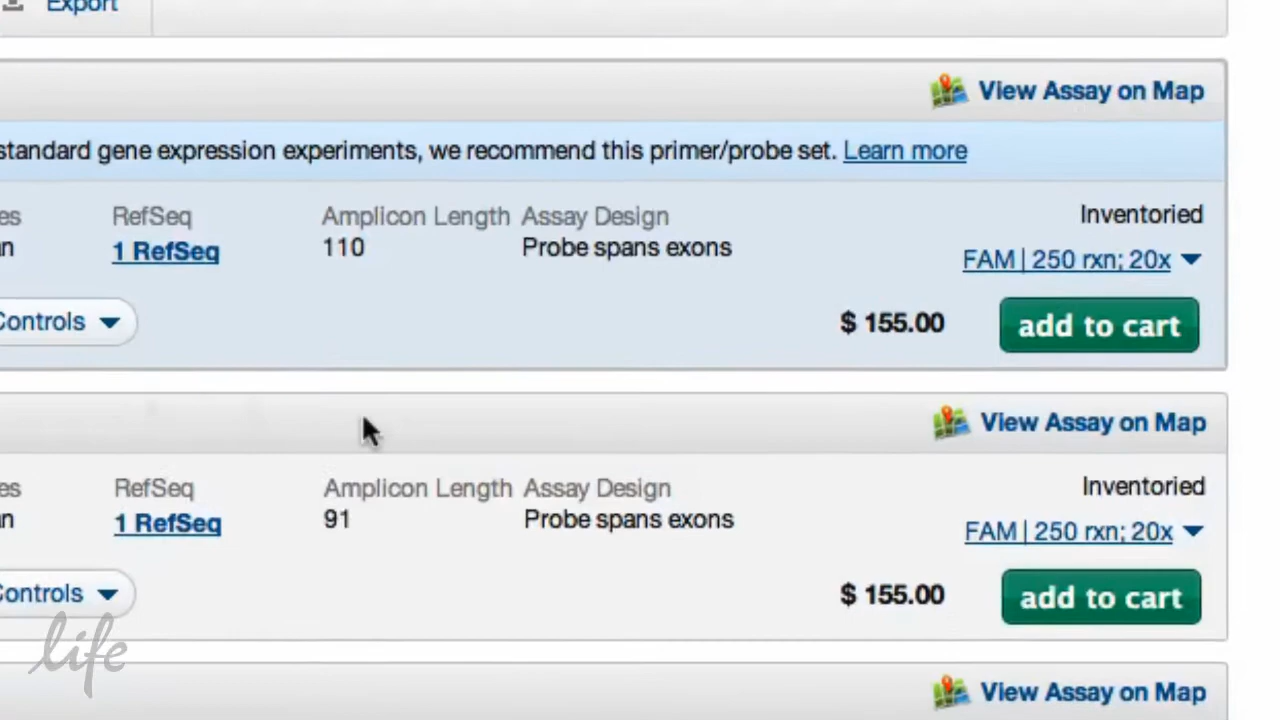 Export
View Assay on Map
standard gene expression experiments, we recommend this primer/probe set. Learn more
RefSeq Amplicon Length Assay Design Inventoried
1 RefSeq 110 Probe spans exons FAM | 250 rxn; 20x
Controls $ 155.00 add to cart
View Assay on Map
RefSeq Amplicon Length Assay Design Inventoried
1 RefSeq 91 Probe spans exons FAM | 250 rxn; 20x
Controls $ 155.00 add to cart
life
View Assay on Map